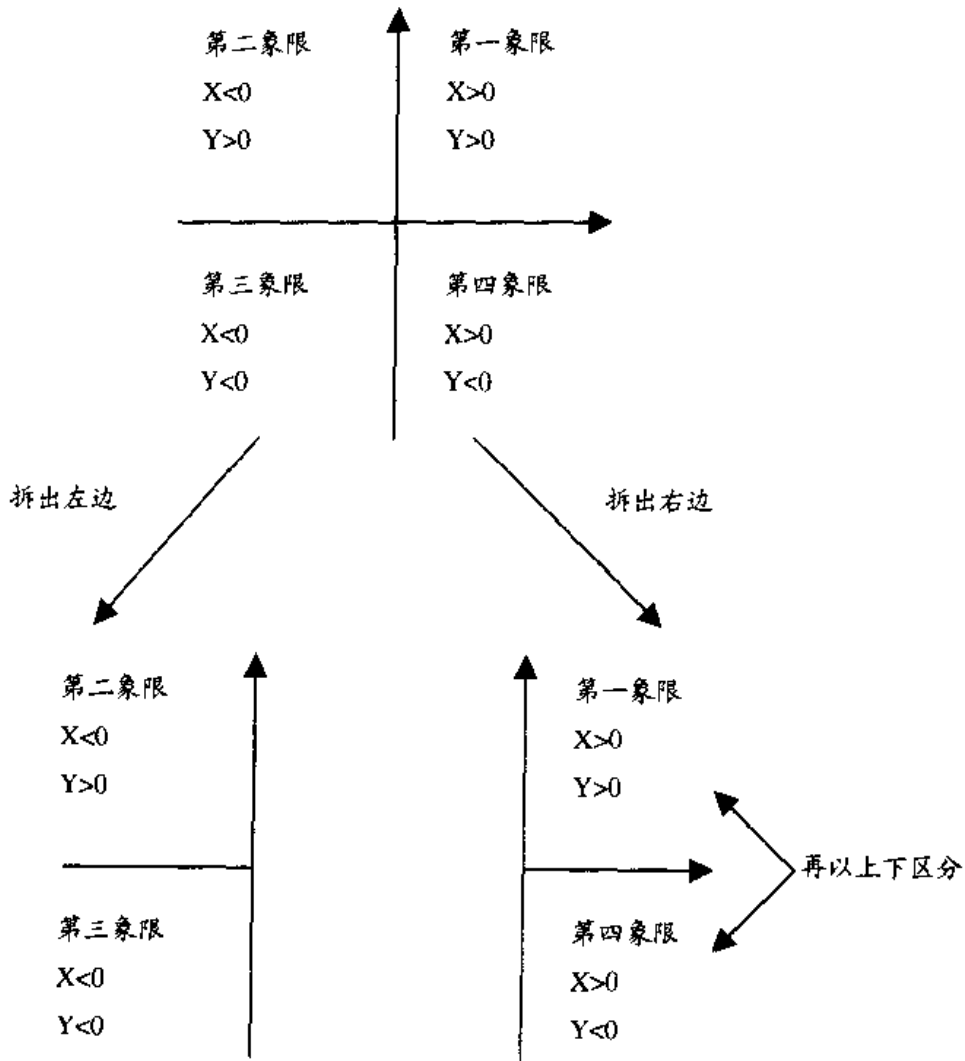 第二象限
X<0
Y>0
第一象限
X>0
Y>0
第三象限
X<0
Y<0
第四象限
X>0
Y<0
拆出左边
拆出右边
第二象限
X<0
Y>0
第三象限
X<0
Y<0
第一象限
X>0
Y>0
再以上下区分
第四象限
X>0
Y<0